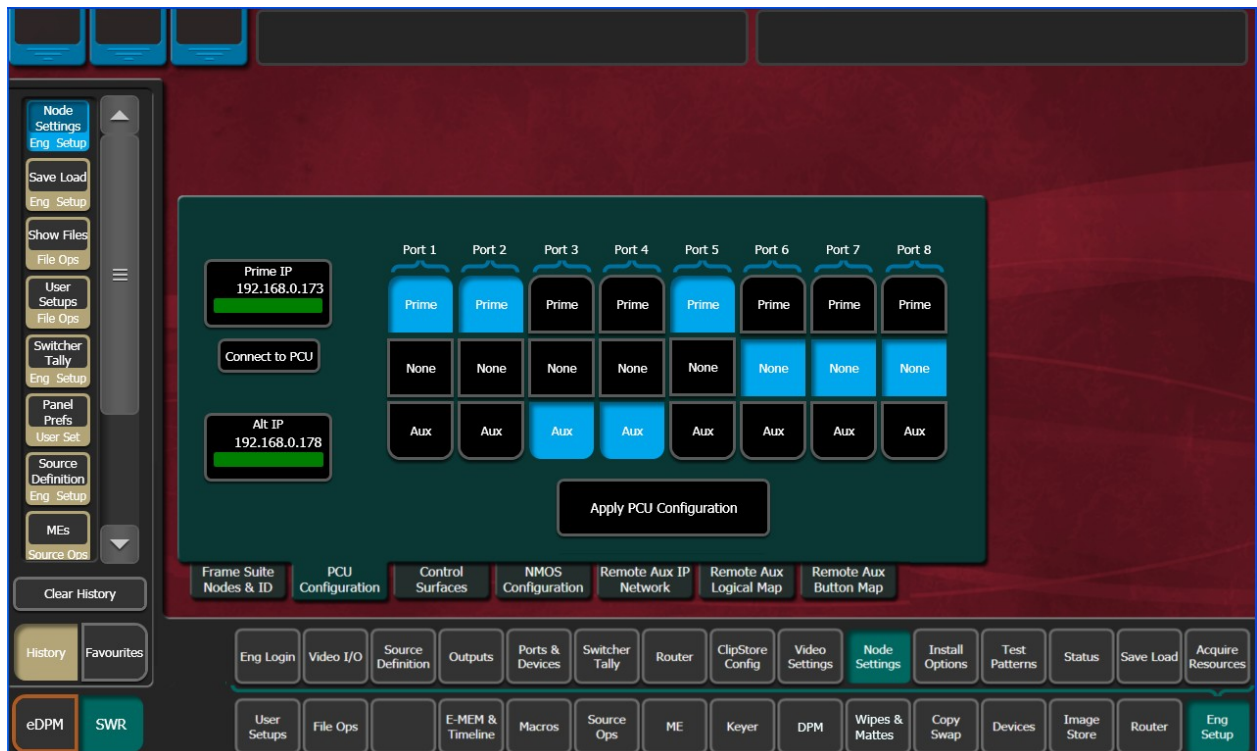 Node
Settings
Eng Setup
Save Load
Eng Setup
Show Files
File Ops
User
Setups
File Ops
Switcher
Tally
Eng Setup
Panel
Prefs
User Set
Source
Definition
Eng Setup
MEs
Source Ops
Clear History
History
Favourites
eDPM
SWR
Port 1
Port 2
Port 3
Port 4
Port 5
Port 6
Port 7
Port 8
Prime IP
192.168.0.173
Prime
Prime
Prime
Prime
Prime
Prime
Prime
Prime
Connect to PCU
None
None
None
None
None
None
None
None
Alt IP
192.168.0.178
Aux
Aux
Aux
Aux
Aux
Aux
Aux
Aux
Apply PCU Configuration
Frame Suite
Nodes & ID
PCU
Configuration
Control
Surfaces
NMOS
Configuration
Remote Aux IP
Network
Remote Aux
Logical Map
Remote Aux
Button Map
Eng Login
Video I/O
Source
Definition
Outputs
Ports &
Devices
Switcher
Tally
Router
ClipStore
Config
Video
Settings
Node
Settings
Install
Options
Test
Patterns
Status
Save Load
Acquire
Resources
User
Setups
File Ops
E-MEM &
Timeline
Macros
Source
Ops
ME
Keyer
DPM
Wipes &
Mattes
Copy
Swap
Devices
Image
Store
Router
Eng
Setup